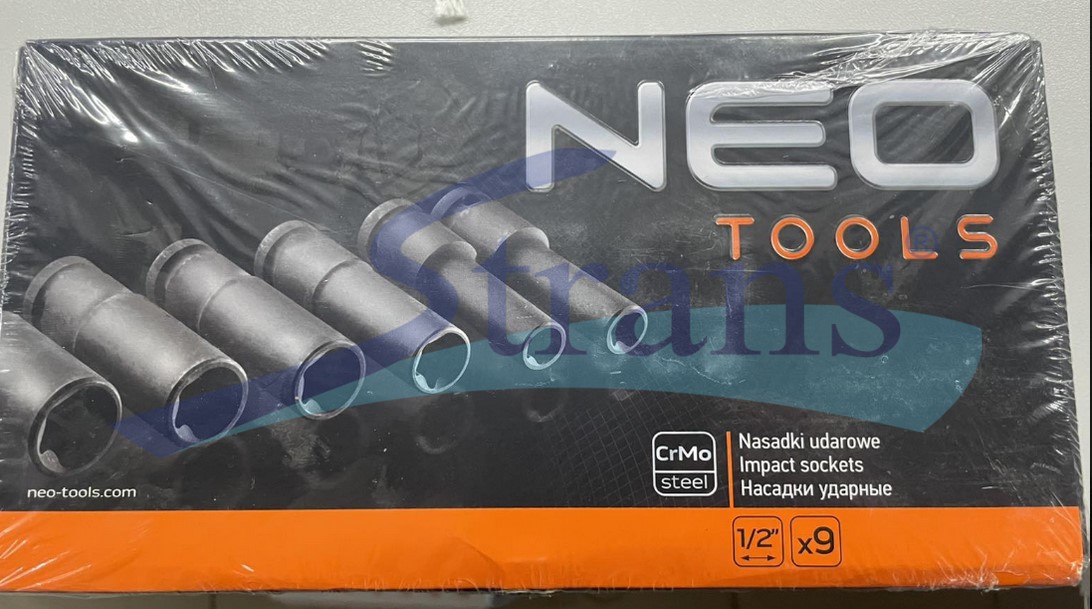 NEO
TOOLS®
Strans
CrMo
steel
Nasadki udarowe
Impact sockets
Насадки ударные
neo-tools.com
1/2"
x9